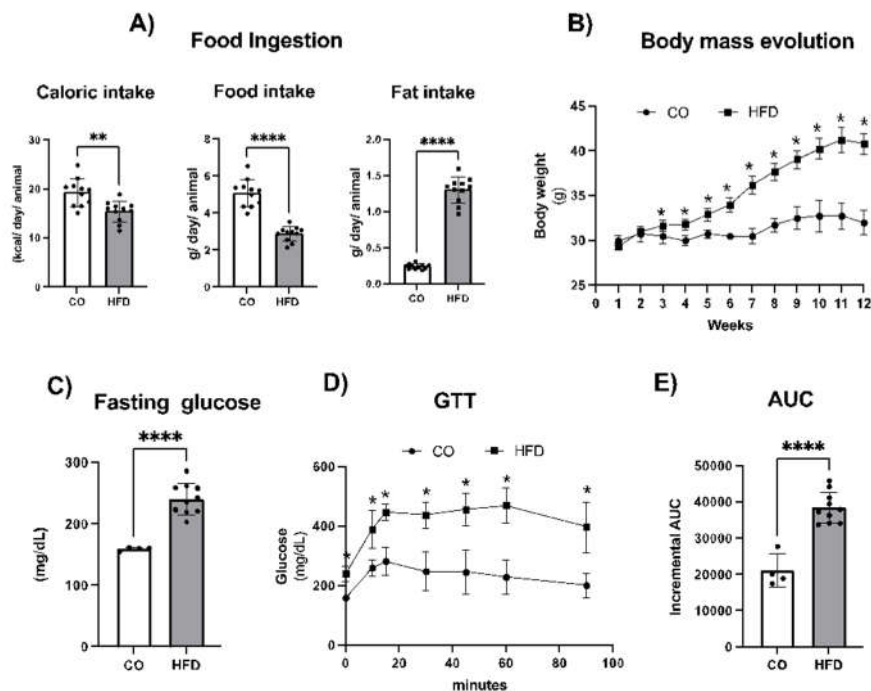 A)
Food Ingestion
Caloric intake
Food intake
Fat intake
**
****
****
(kcal/ day/ animal
30
20
10
0
CO HFD
g/ day/ animal
8
6
4
2
0
CO HFD
g/ day/ animal
2.0
1.5
1.0
0.5
0.0
CO HFD
B)
Body mass evolution
CO HFD
* * * * * * * * * *
Body weight
(g)
45
40
35
30
25
0 1 2 3 4 5 6 7 8 9 10 11 12
Weeks
C)
Fasting glucose
****
(mg/dL)
300
200
100
0
CO HFD
D)
GTT
CO HFD
* * * * * * *
Glucose
(mg/dL)
600
400
200
0
0 20 40 60 80 100
minutes
E)
AUC
****
Incremental AUC
50000
40000
30000
20000
10000
0
CO HFD